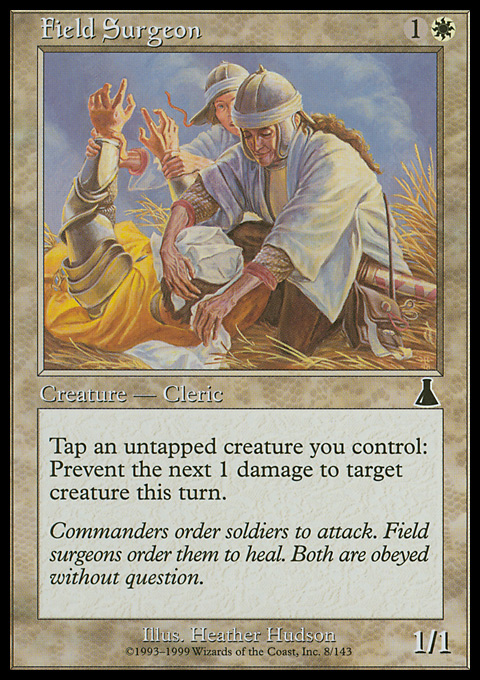 Field Surgeon 1
Creature — Cleric
Tap an untapped creature you control:
Prevent the next 1 damage to target
creature this turn.
Commanders order soldiers to attack. Field
surgeons order them to heal. Both are obeyed
without question.
Illus. Heather Hudson
©1993–1999 Wizards of the Coast, Inc. 8/143
1/1